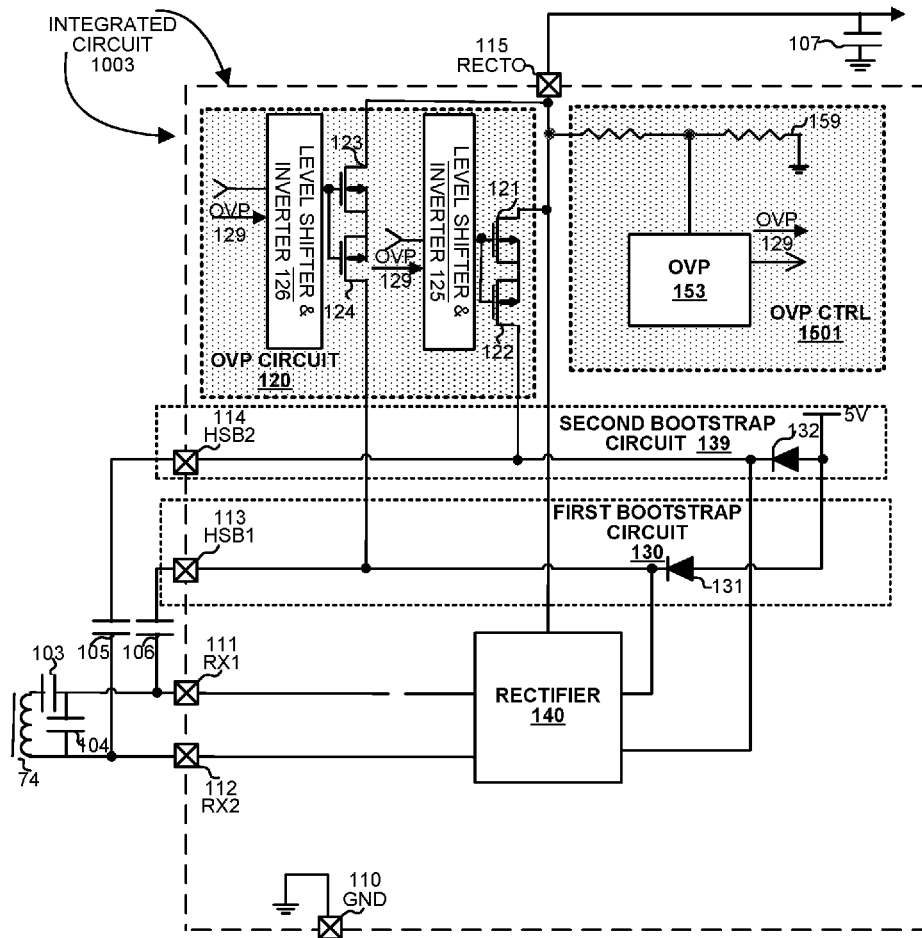 INTEGRATED
CIRCUIT
1003
115
RECTO
107
123
LEVEL SHIFTER &
INVERTER 126
OVP
129
124
LEVEL SHIFTER &
INVERTER 125
OVP
129
121
122
OVP CIRCUIT
120
159
OVP
153
OVP
129
OVP CTRL
1501
114
HSB2
SECOND BOOTSTRAP
CIRCUIT 139
132
5V
113
HSB1
FIRST BOOTSTRAP
CIRCUIT
130
131
105
106
103
104
74
111
RX1
112
RX2
RECTIFIER
140
110
GND